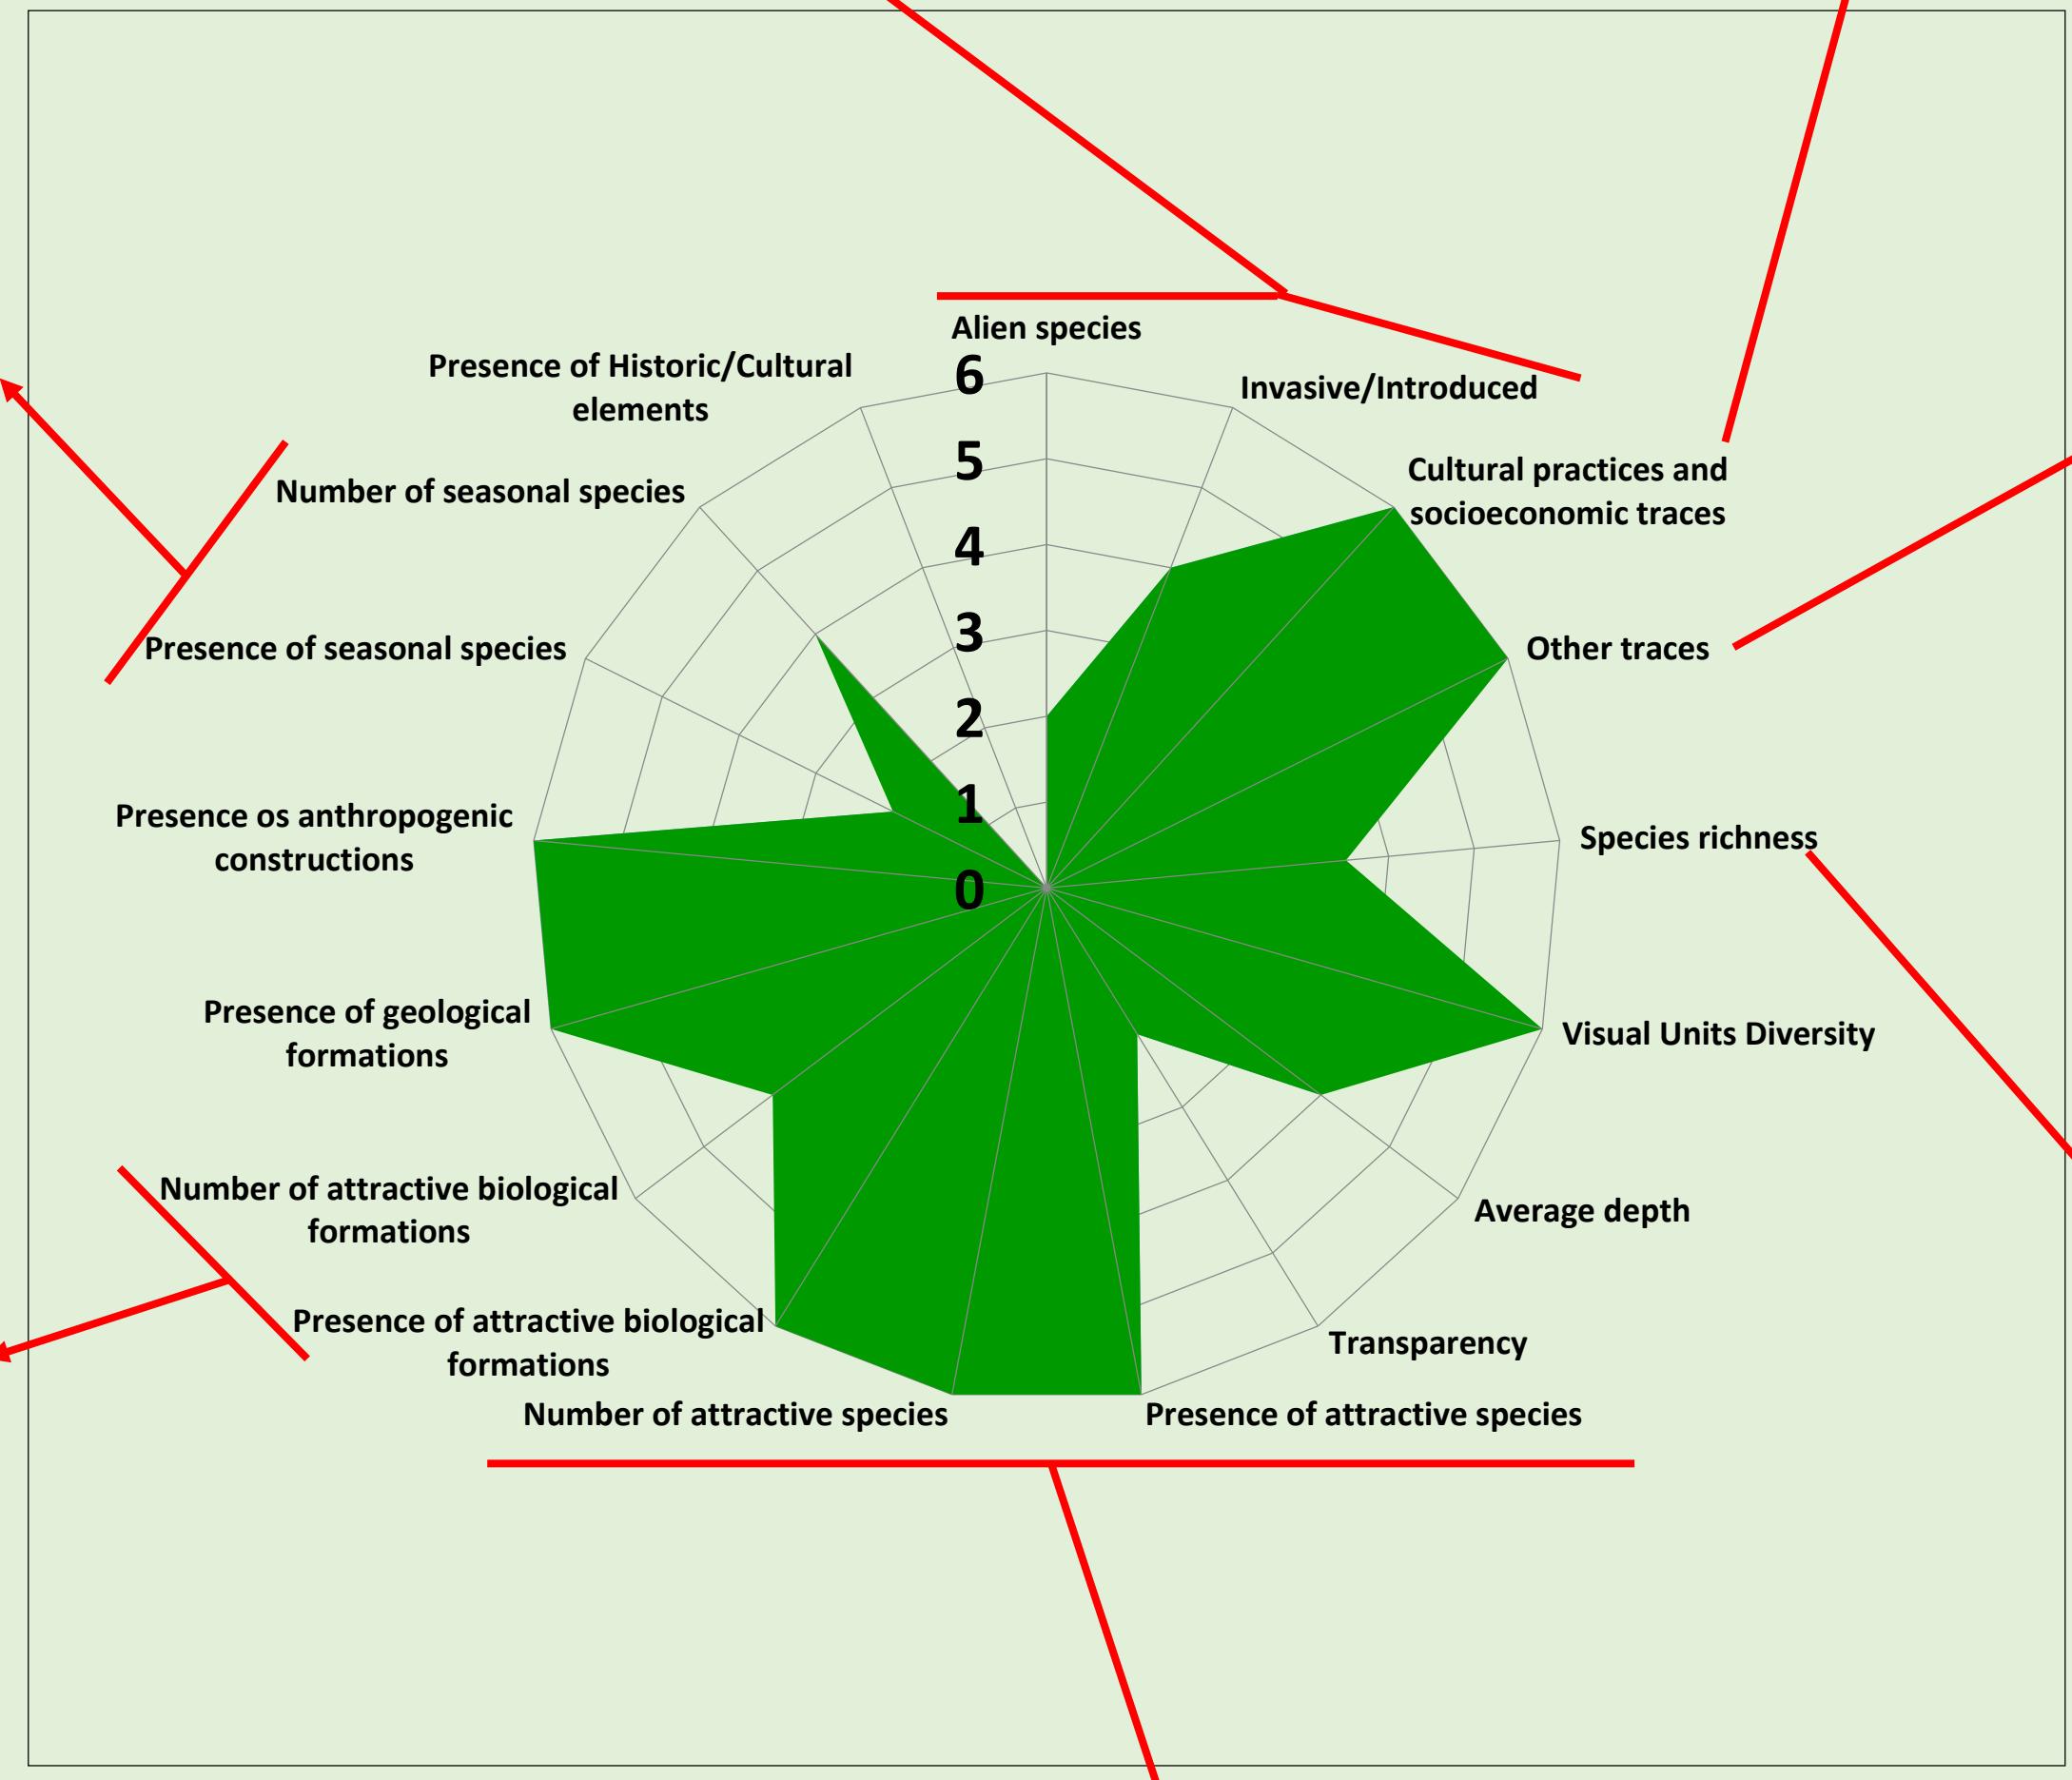 Alien species
Presence of Historic/Cultural
elements
6
Invasive/Introduced
5
Number of seasonal species
Cultural practices and
socioeconomic traces
4
3
Presence of seasonal species
Other traces
2
1
Presence os anthropogenic
constructions
Species richness
0
Presence of geological
formations
Visual Units Diversity
Number of attractive biological
formations
Average depth
Presence of attractive biological
formations
Transparency
Number of attractive species
Presence of attractive species